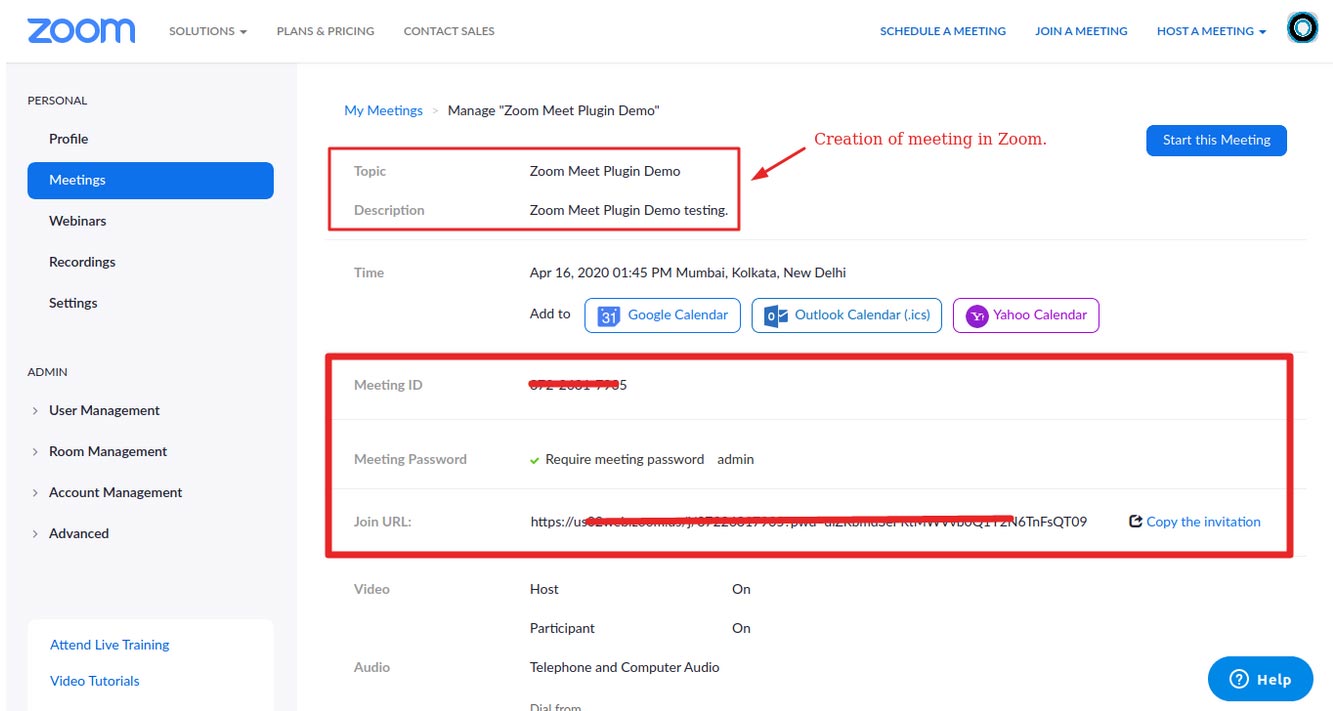 zoom
SOLUTIONS
PLANS & PRICING
CONTACT SALES
SCHEDULE A MEETING
JOIN A MEETING
HOST A MEETING
PERSONAL
Profile
Meetings
Webinars
Recordings
Settings
ADMIN
User Management
Room Management
Account Management
Advanced
Attend Live Training
Video Tutorials
My Meetings > Manage "Zoom Meet Plugin Demo"
Creation of meeting in Zoom.
Start this Meeting
Topic Zoom Meet Plugin Demo
Description Zoom Meet Plugin Demo testing.
Time Apr 16, 2020 01:45 PM Mumbai, Kolkata, New Delhi
Add to 31 Google Calendar Outlook Calendar (.ics) Yahoo Calendar
Meeting ID
Meeting Password Require meeting password admin
Join URL: https://us N6TnFsQT09 Copy the invitation
Video Host On
Participant On
Audio Telephone and Computer Audio
Dial from
Help